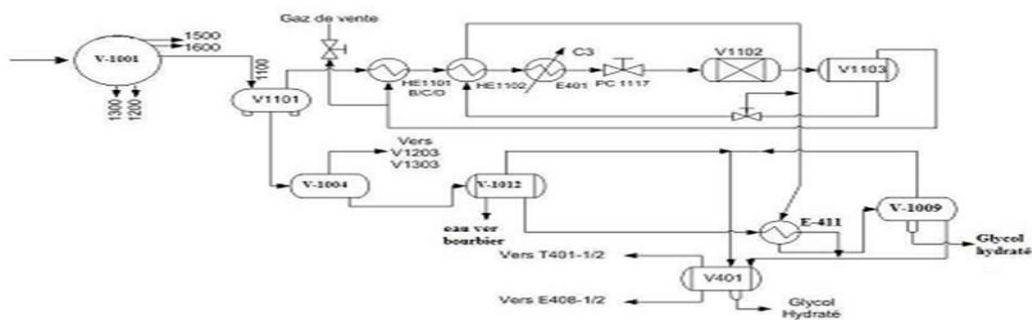 Gaz de vente
1500
1600
V-1001
1100
1300
1200
V1101
HE1101
B/C/D
HE1102
C3
E401
PC 1117
V1102
V1103
Vers
V1203
V1303
V-1004
V-1012
eau ver
bourbier
E-411
V-1009
Glycol
hydraté
Vers T401-1/2
V401
Vers E408-1/2
Glycol
Hydraté